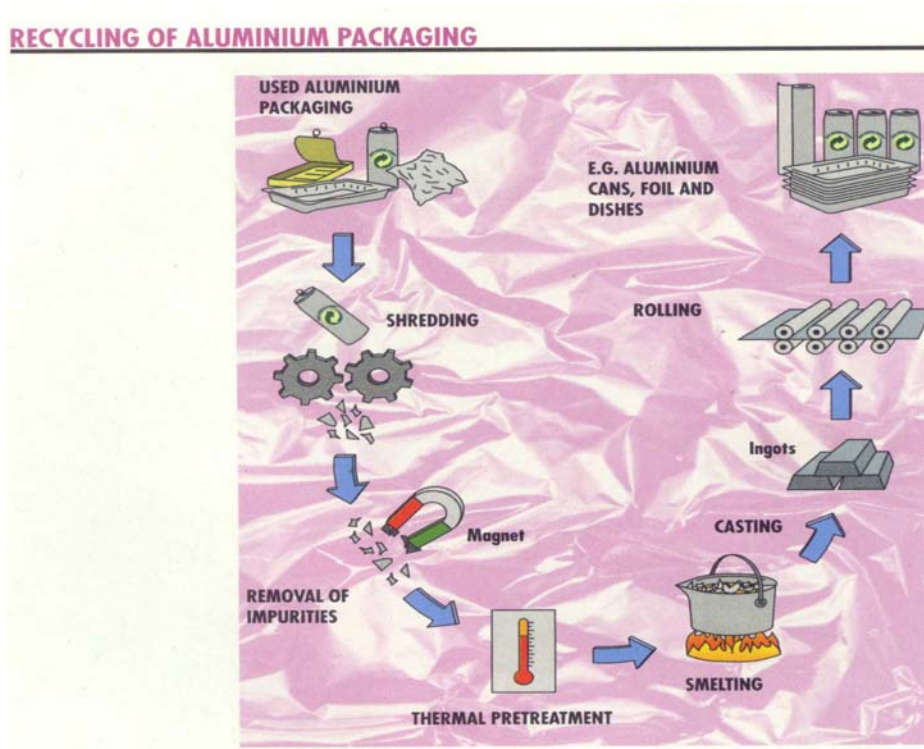 RECYCLING OF ALUMINIUM PACKAGING
USED ALUMINIUM
PACKAGING
E.G. ALUMINIUM
CANS, FOIL AND
DISHES
SHREDDING
ROLLING
Ingots
Magnet
CASTING
REMOVAL OF
IMPURITIES
SMELTING
THERMAL PRETREATMENT